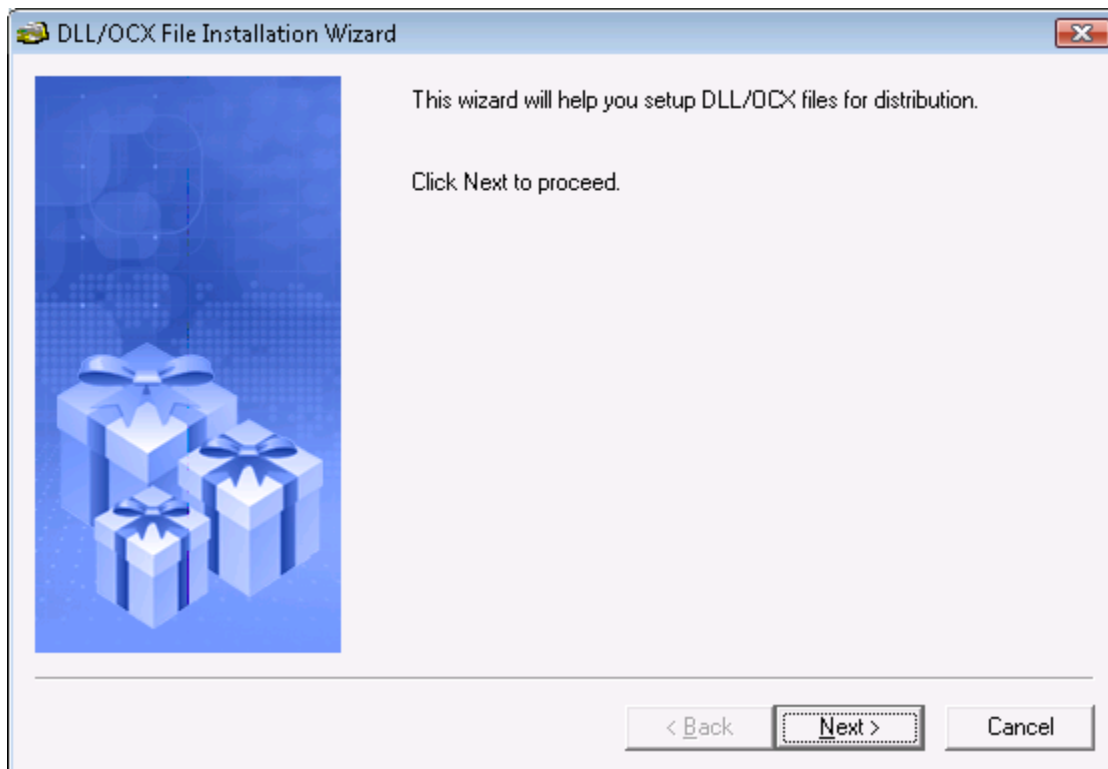 DLL/OCX File Installation Wizard
This wizard will help you setup DLL/OCX files for distribution.
Click Next to proceed.
< Back
Next >
Cancel